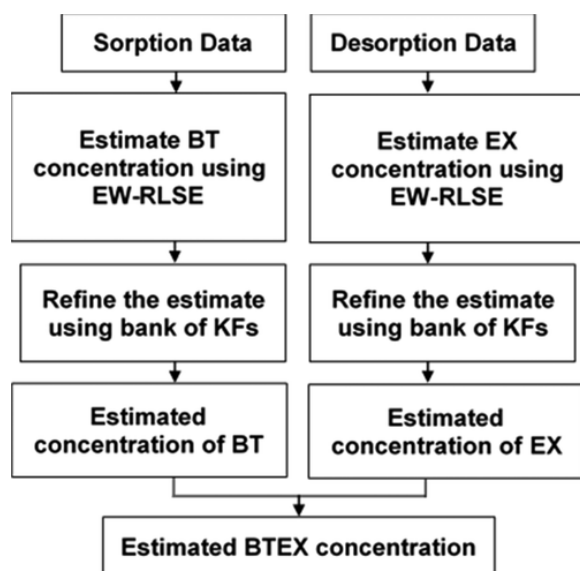 Sorption Data
Desorption Data
Estimate BT
concentration using
EW-RLSE
Estimate EX
concentration using
EW-RLSE
Refine the estimate
using bank of KFs
Refine the estimate
using bank of KFs
Estimated
concentration of BT
Estimated
concentration of EX
Estimated BTEX concentration